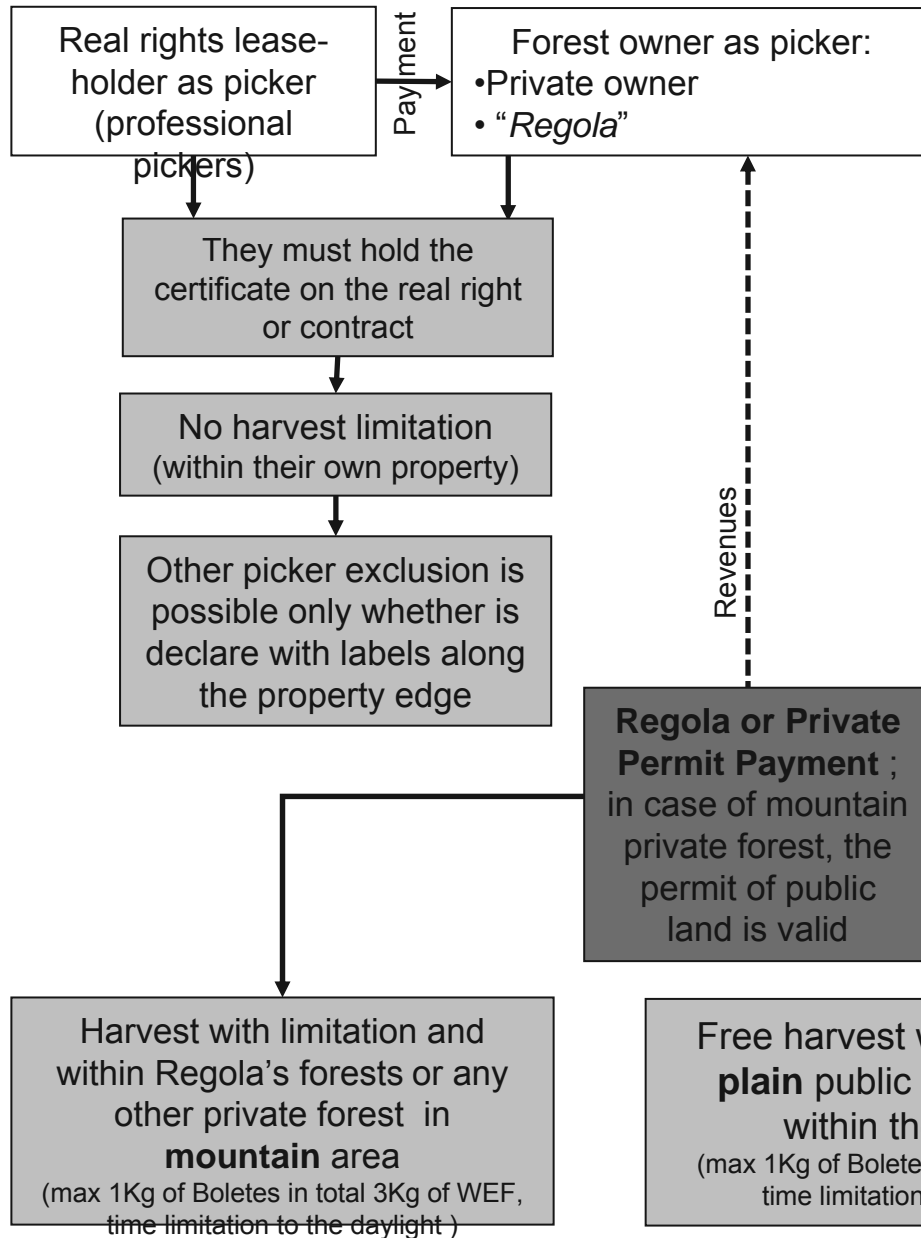 Real rights lease-
holder as picker
(professional
pickers)
Payment
Forest owner as picker:
•Private owner
• “Regola”
They must hold the
certificate on the real right
or contract
No harvest limitation
(within their own property)
Other picker exclusion is
possible only whether is
declare with labels along
the property edge
Revenues
Regola or Private
Permit Payment ;
in case of mountain
private forest, the
permit of public
land is valid
Harvest with limitation and
within Regola’s forests or any
other private forest in
mountain area
(max 1Kg of Boletes in total 3Kg of WEF,
time limitation to the daylight )
Free harvest
plain public
within
(max 1Kg of Boletes
time limitation